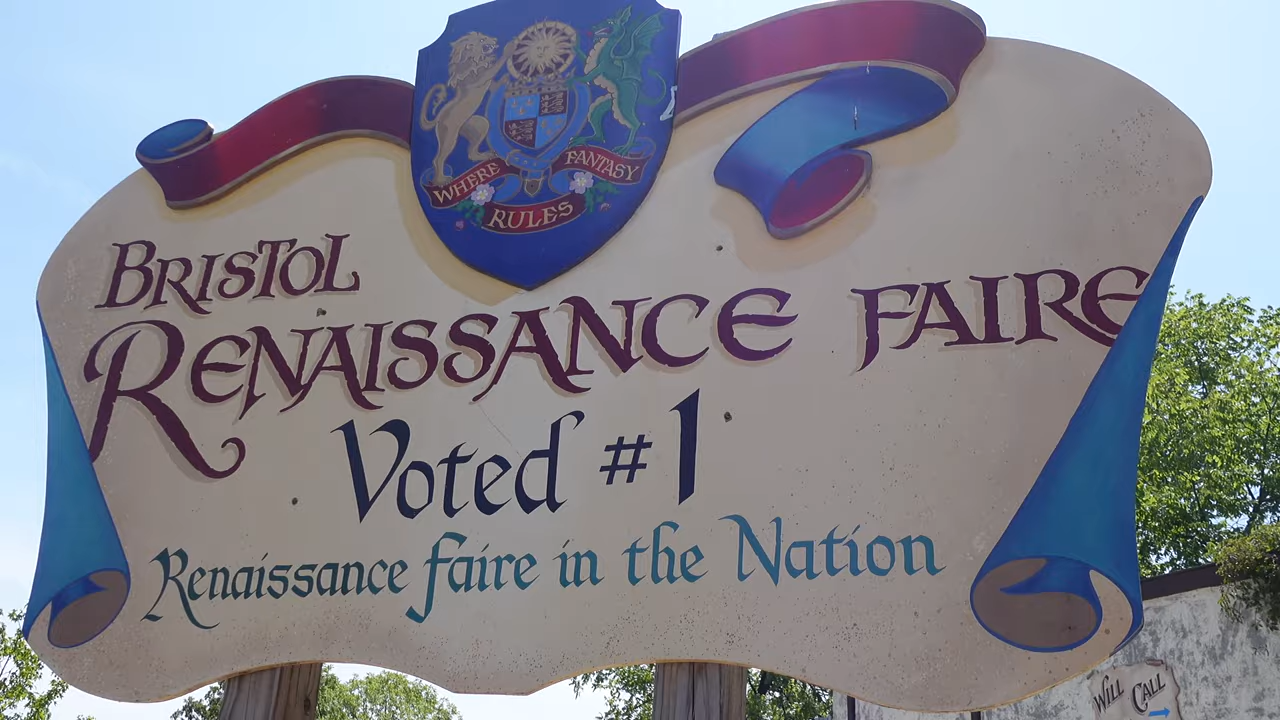 WHERE FANTASY
RULES
BRISTOL
RENAISSANCE FAIRE
Voted #1
Renaissance faire in the Nation
WILL CALL